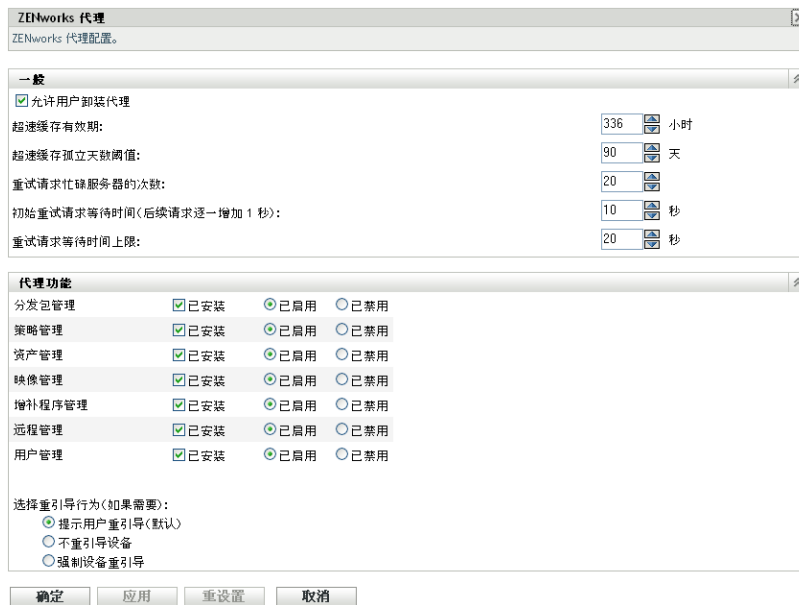 ZENworks 代理
ZENworks 代理配置。
一般
允许用户卸装代理
超速缓存有效期: 336 小时
超速缓存孤立天数阈值: 90 天
重试请求忙碌服务器的次数: 20
初始重试请求等待时间(后续请求逐一增加 1 秒): 10 秒
重试请求等待时间上限: 20 秒
代理功能
分发包管理 已安装 已启用 已禁用
策略管理 已安装 已启用 已禁用
资产管理 已安装 已启用 已禁用
映像管理 已安装 已启用 已禁用
增补程序管理 已安装 已启用 已禁用
远程管理 已安装 已启用 已禁用
用户管理 已安装 已启用 已禁用
选择重引导行为(如果需要):
提示用户重引导(默认)
不重引导设备
强制设备重引导
确定 应用 重设置 取消